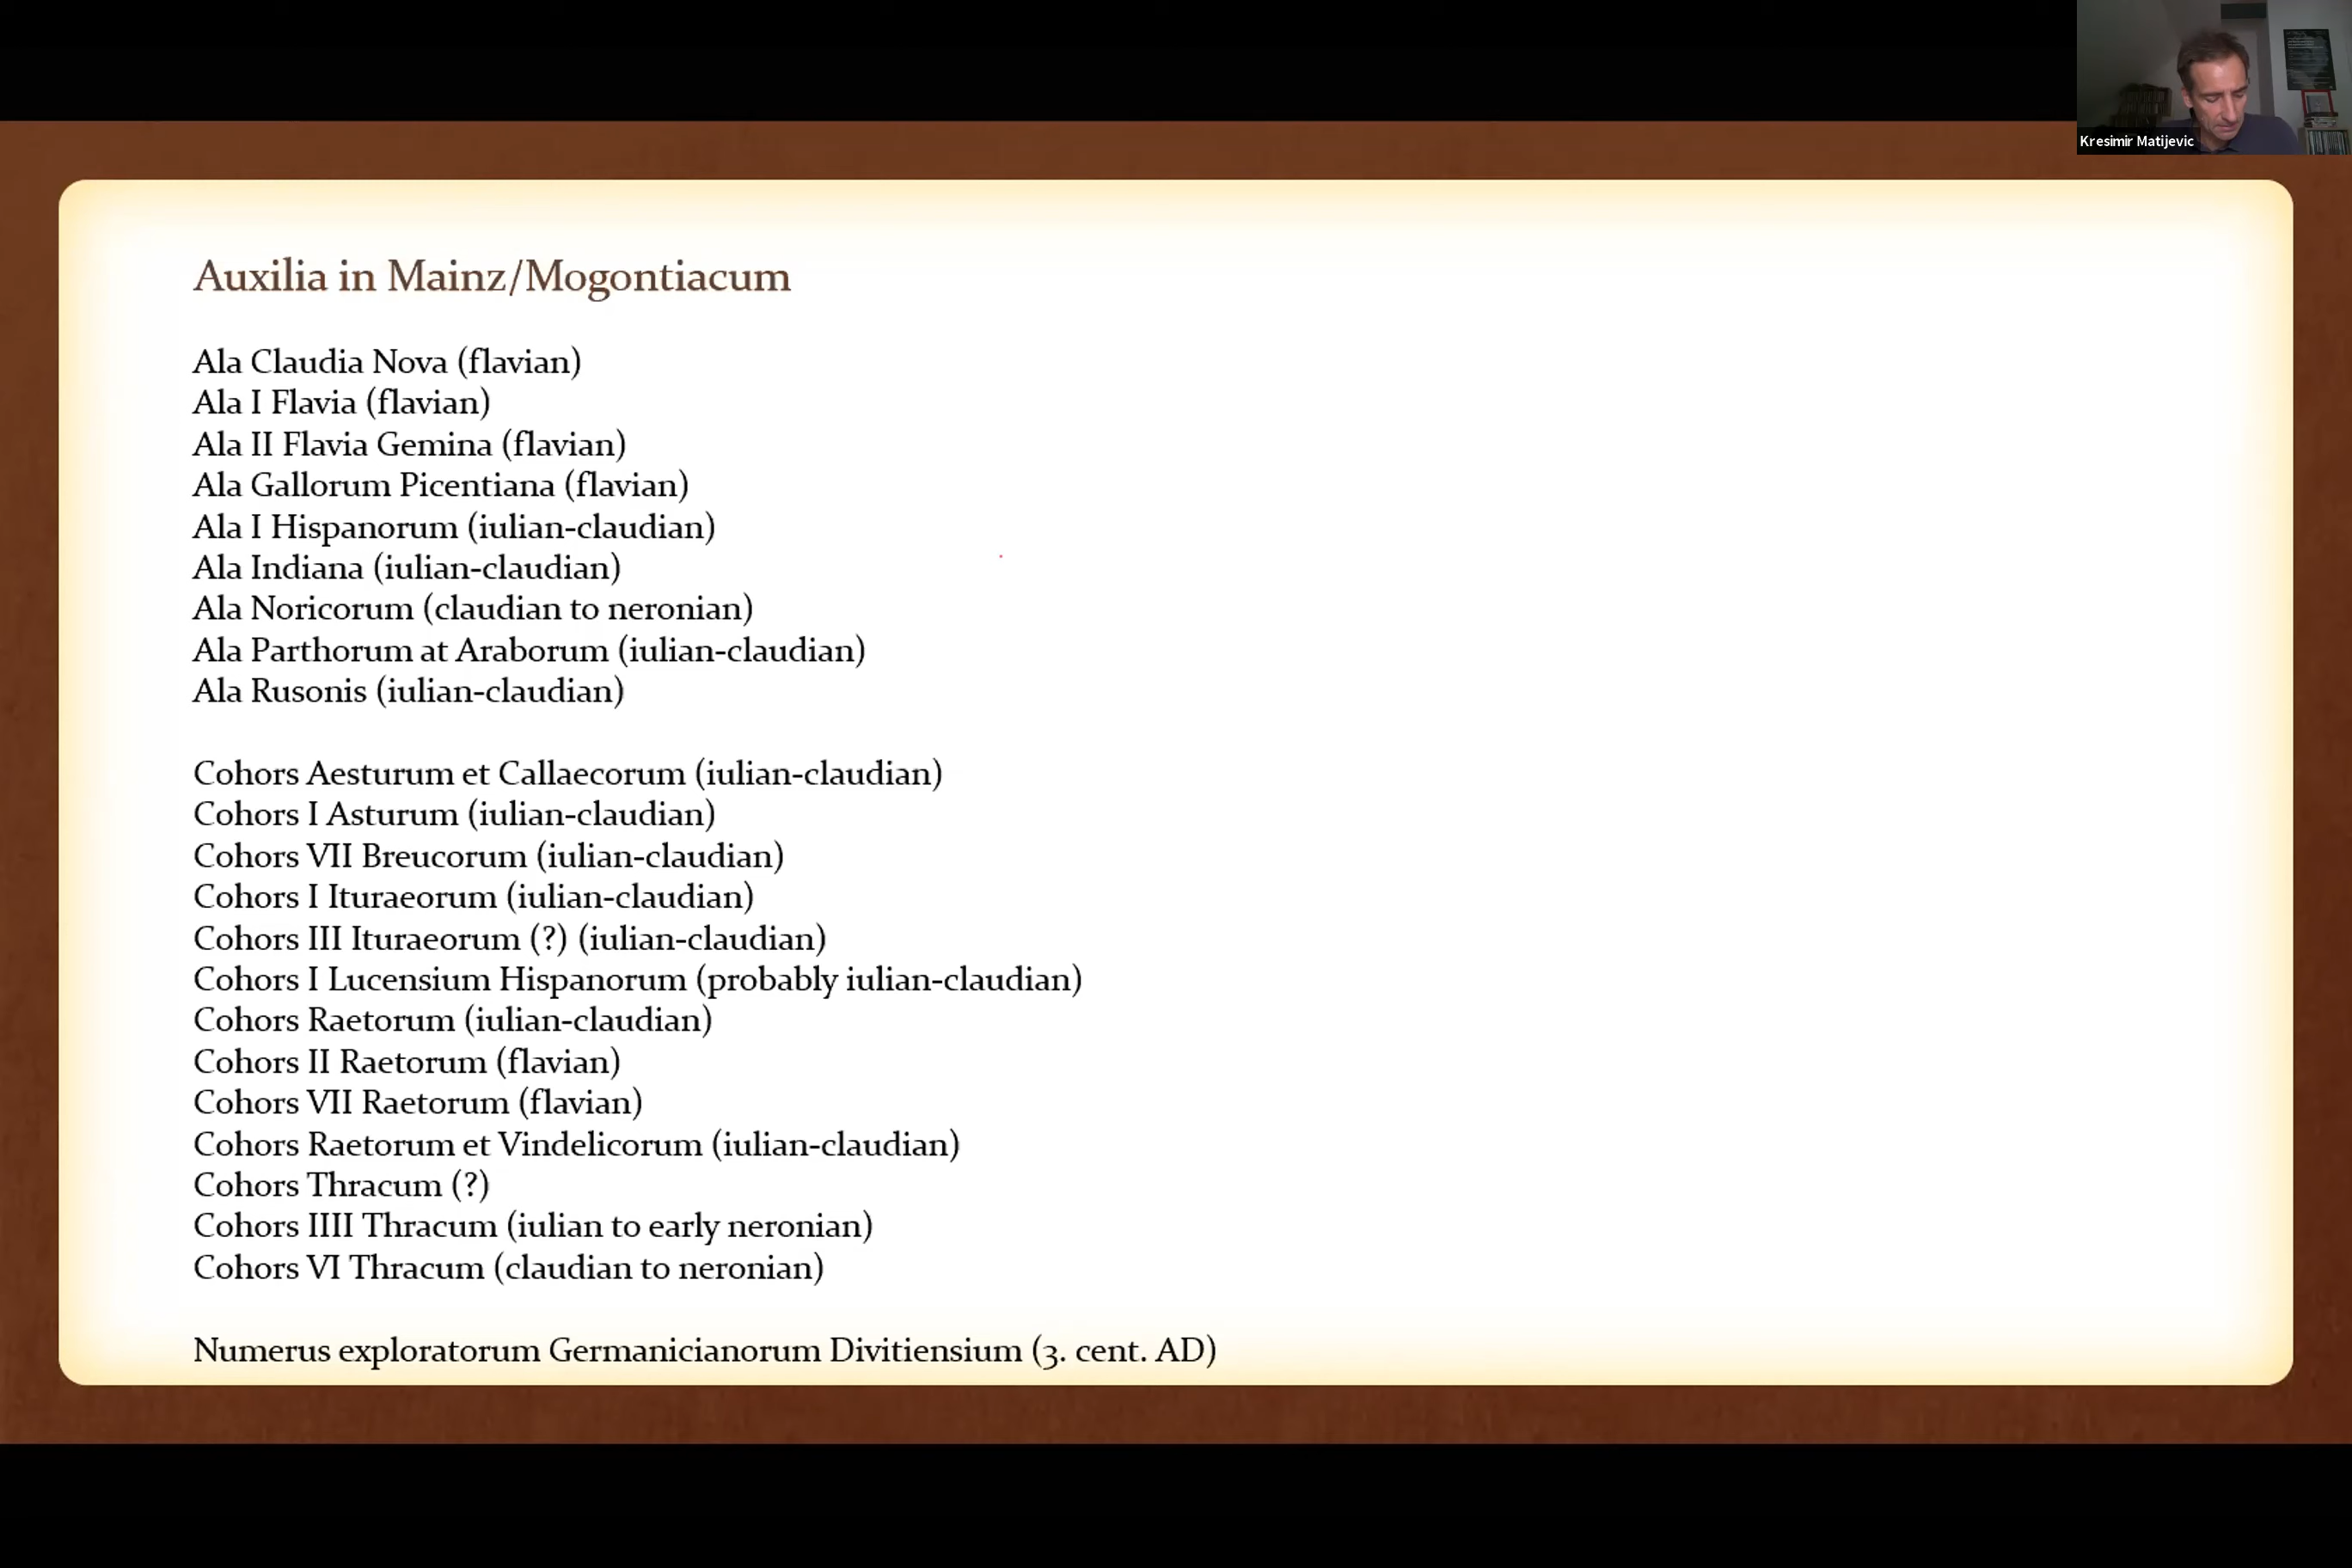 Kresimir Matijevic
Auxilia in Mainz/Mogontiacum
Ala Claudia Nova (flavian)
Ala I Flavia (flavian)
Ala II Flavia Gemina (flavian)
Ala Gallorum Picentiana (flavian)
Ala I Hispanorum (iulian-claudian)
Ala Indiana (iulian-claudian)
Ala Noricorum (claudian to neronian)
Ala Parthorum at Araborum (iulian-claudian)
Ala Rusonis (iulian-claudian)
Cohors Aesturum et Callaecorum (iulian-claudian)
Cohors I Asturum (iulian-claudian)
Cohors VII Breucorum (iulian-claudian)
Cohors I Ituraeorum (iulian-claudian)
Cohors III Ituraeorum (?) (iulian-claudian)
Cohors I Lucensium Hispanorum (probably iulian-claudian)
Cohors Raetorum (iulian-claudian)
Cohors II Raetorum (flavian)
Cohors VII Raetorum (flavian)
Cohors Raetorum et Vindelicorum (iulian-claudian)
Cohors Thracum (?)
Cohors IIII Thracum (iulian to early neronian)
Cohors VI Thracum (claudian to neronian)
Numerus exploratorum Germanicianorum Divitiensium (3. cent. AD)